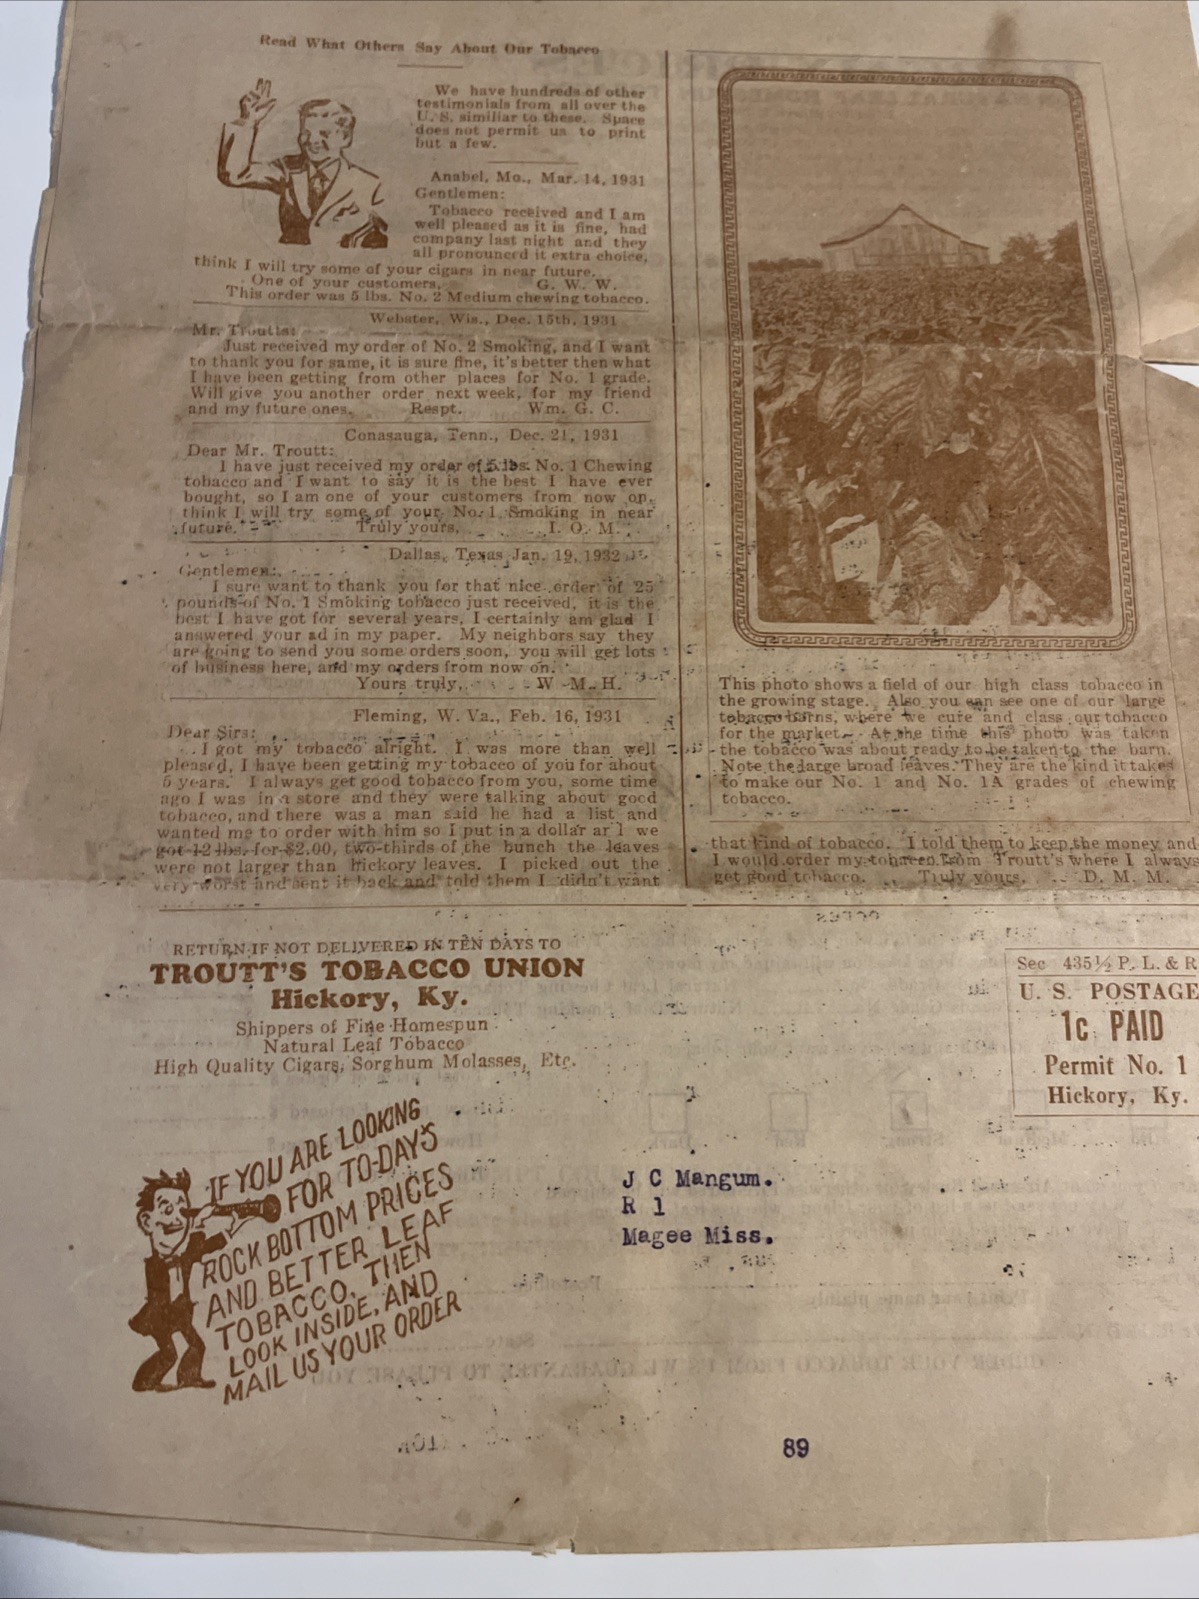 Read What Others Say About Our Tobacco
We have hundreds of other
testimonials from all over the
U. S. similiar to these. Space
does not permit us to print
but a few.
Anabel, Mo., Mar. 14, 1931
Gentlemen:
Tobacco received and I am
well pleased as it is fine, had
company last night and they
all pronounced it extra choice,
think I will try some of your cigars in near future.
One of your customers, G. W. W.
This order was 5 lbs. No. 2 Medium chewing tobacco.
Webster, Wis., Dec. 15th, 1931
Mr. Troutts:
Just received my order of No. 2 Smoking, and I want
to thank you for same, it is sure fine, it's better then what
I have been getting from other places for No. 1 grade.
Will give you another order next week, for my friend
and my future ones. Respt. Wm. G. C.
Conasauga, Tenn., Dec. 21, 1931
Dear Mr. Troutt:
I have just received my order of 5 lbs. No. 1 Chewing
tobacco and I want to say it is the best I have ever
bought, so I am one of your customers from now on,
think I will try some of your No. 1 Smoking in near
future. Truly yours, I. O. M.
Dallas, Texas Jan. 19, 1932
Gentlemen:
I sure want to thank you for that nice order of 25
pounds of No. 1 Smoking tobacco just received, it is the
best I have got for several years, I certainly am glad I
answered your ad in my paper. My neighbors say they
are going to send you some orders soon, you will get lots
of business here, and my orders from now on.
Yours truly, W. M. H.
Fleming, W. Va., Feb. 16, 1931
Dear Sirs:
I got my tobacco alright. I was more than well
pleased, I have been getting my tobacco of you for about
5 years. I always get good tobacco from you, some time
ago I was in a store and they were talking about good
tobacco, and there was a man said he had a list and
wanted me to order with him so I put in a dollar we
got 12 lbs. for $2.00, two-thirds of the bunch the leaves
were not larger than hickory leaves. I picked out the
very worst and sent it back and told them I didn't want
This photo shows a field of our high class tobacco in
the growing stage. Also you can see one of our large
tobacco barns, where we cure and class our tobacco
for the market. At the time this photo was taken
the tobacco was about ready to be taken to the barn.
Note the large broad leaves. They are the kind it takes
to make our No. 1 and No. 1A grades of chewing
tobacco.
that kind of tobacco. I told them to keep the money and
I would order my tobacco from Troutt's where I always
get good tobacco. Truly yours, D. M. M.
RETURN IF NOT DELIVERED IN TEN DAYS TO
TROUTT'S TOBACCO UNION
Hickory, Ky.
Shippers of Fine Homespun
Natural Leaf Tobacco
High Quality Cigars, Sorghum Molasses, Etc.
Sec 435½ P. L. & R
U. S. POSTAGE
1c PAID
Permit No. 1
Hickory, Ky.
IF YOU ARE LOOKING
FOR TO-DAY'S
ROCK BOTTOM PRICES
AND BETTER LEAF
TOBACCO, THEN
LOOK INSIDE, AND
MAIL US YOUR ORDER
J C Mangum.
R 1
Magee Miss.
89